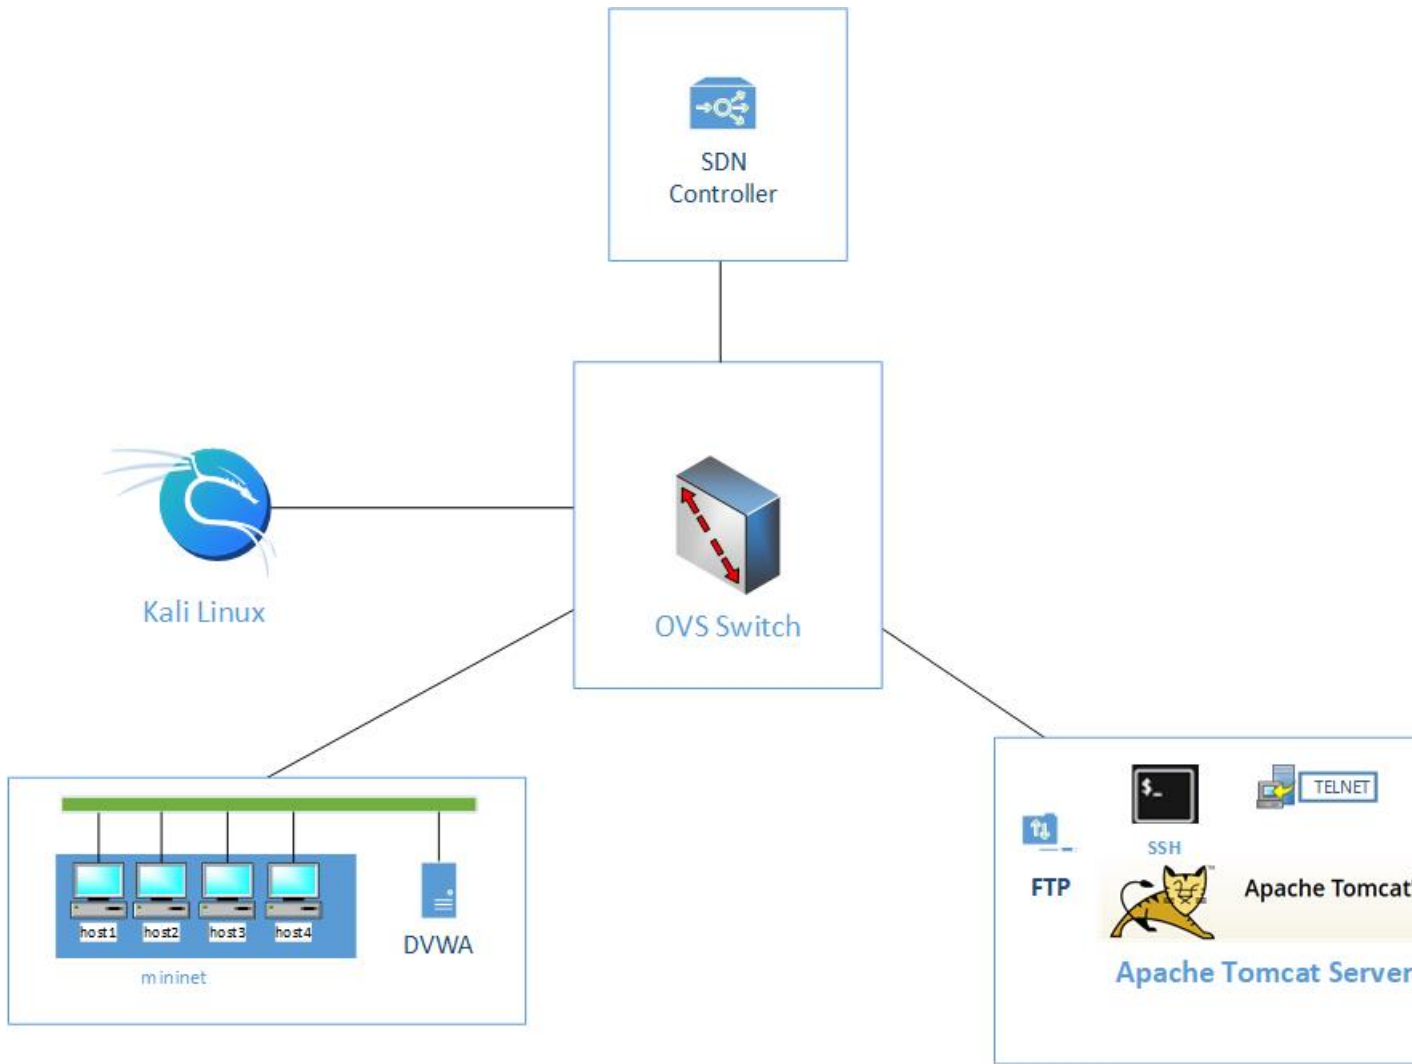 SDN
Controller
Kali Linux
OVS Switch
$_
TELNET
SSH
FTP
Apache Tomcat
Apache Tomcat Server
host1 host2 host3 host4
DVWA
mininet